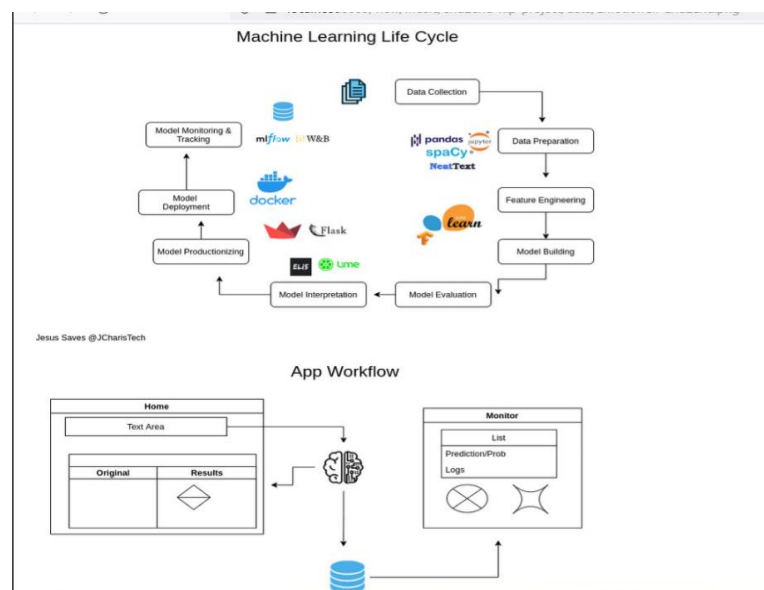 Machine Learning Life Cycle
Data Collection
Data Preparation
Feature Engineering
Model Building
Model Evaluation
Model Interpretation
Model Productionizing
Model
Deployment
Model Monitoring &
Tracking
mlflow
W&B
pandas
jupyter
spaCy
NeatText
docker
learn
Flask
ELI5
Lime
Jesus Saves @JCharisTech
App Workflow
Home
Text Area
Original Results
Monitor
List
Prediction/Prob
Logs